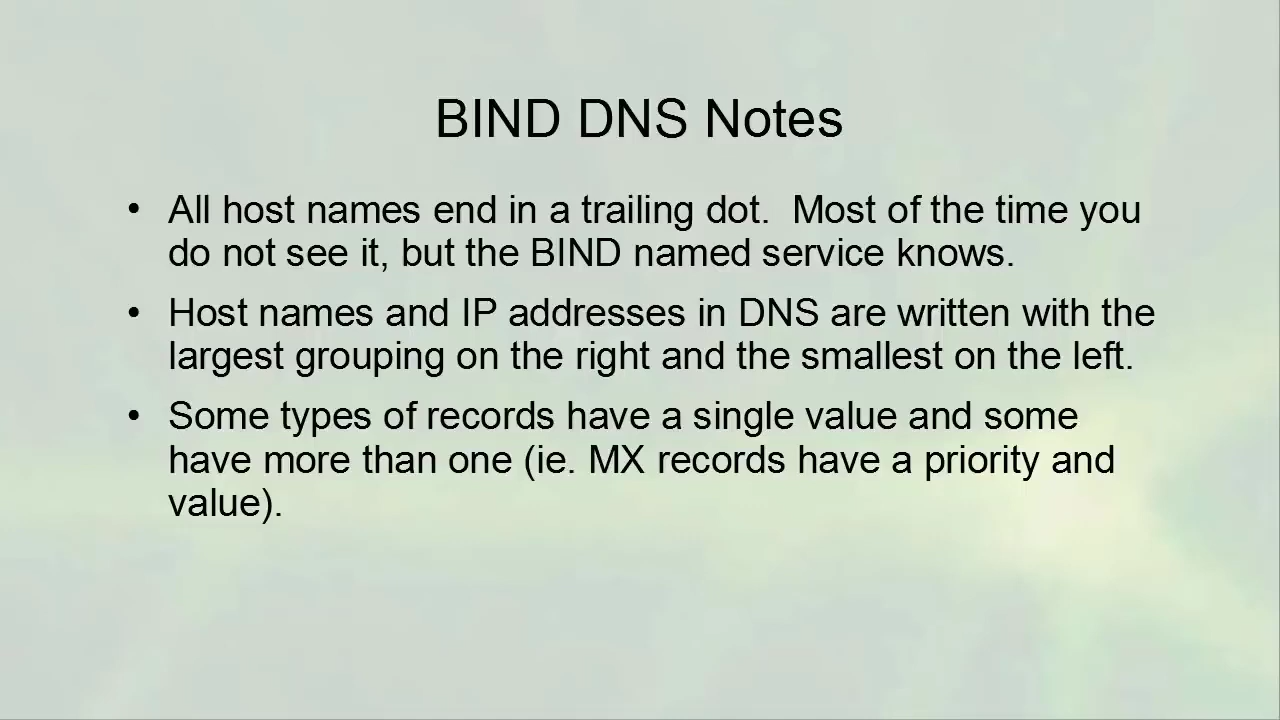 BIND DNS Notes
• All host names end in a trailing dot.  Most of the time you
do not see it, but the BIND named service knows.
• Host names and IP addresses in DNS are written with the
largest grouping on the right and the smallest on the left.
• Some types of records have a single value and some
have more than one (ie. MX records have a priority and
value).